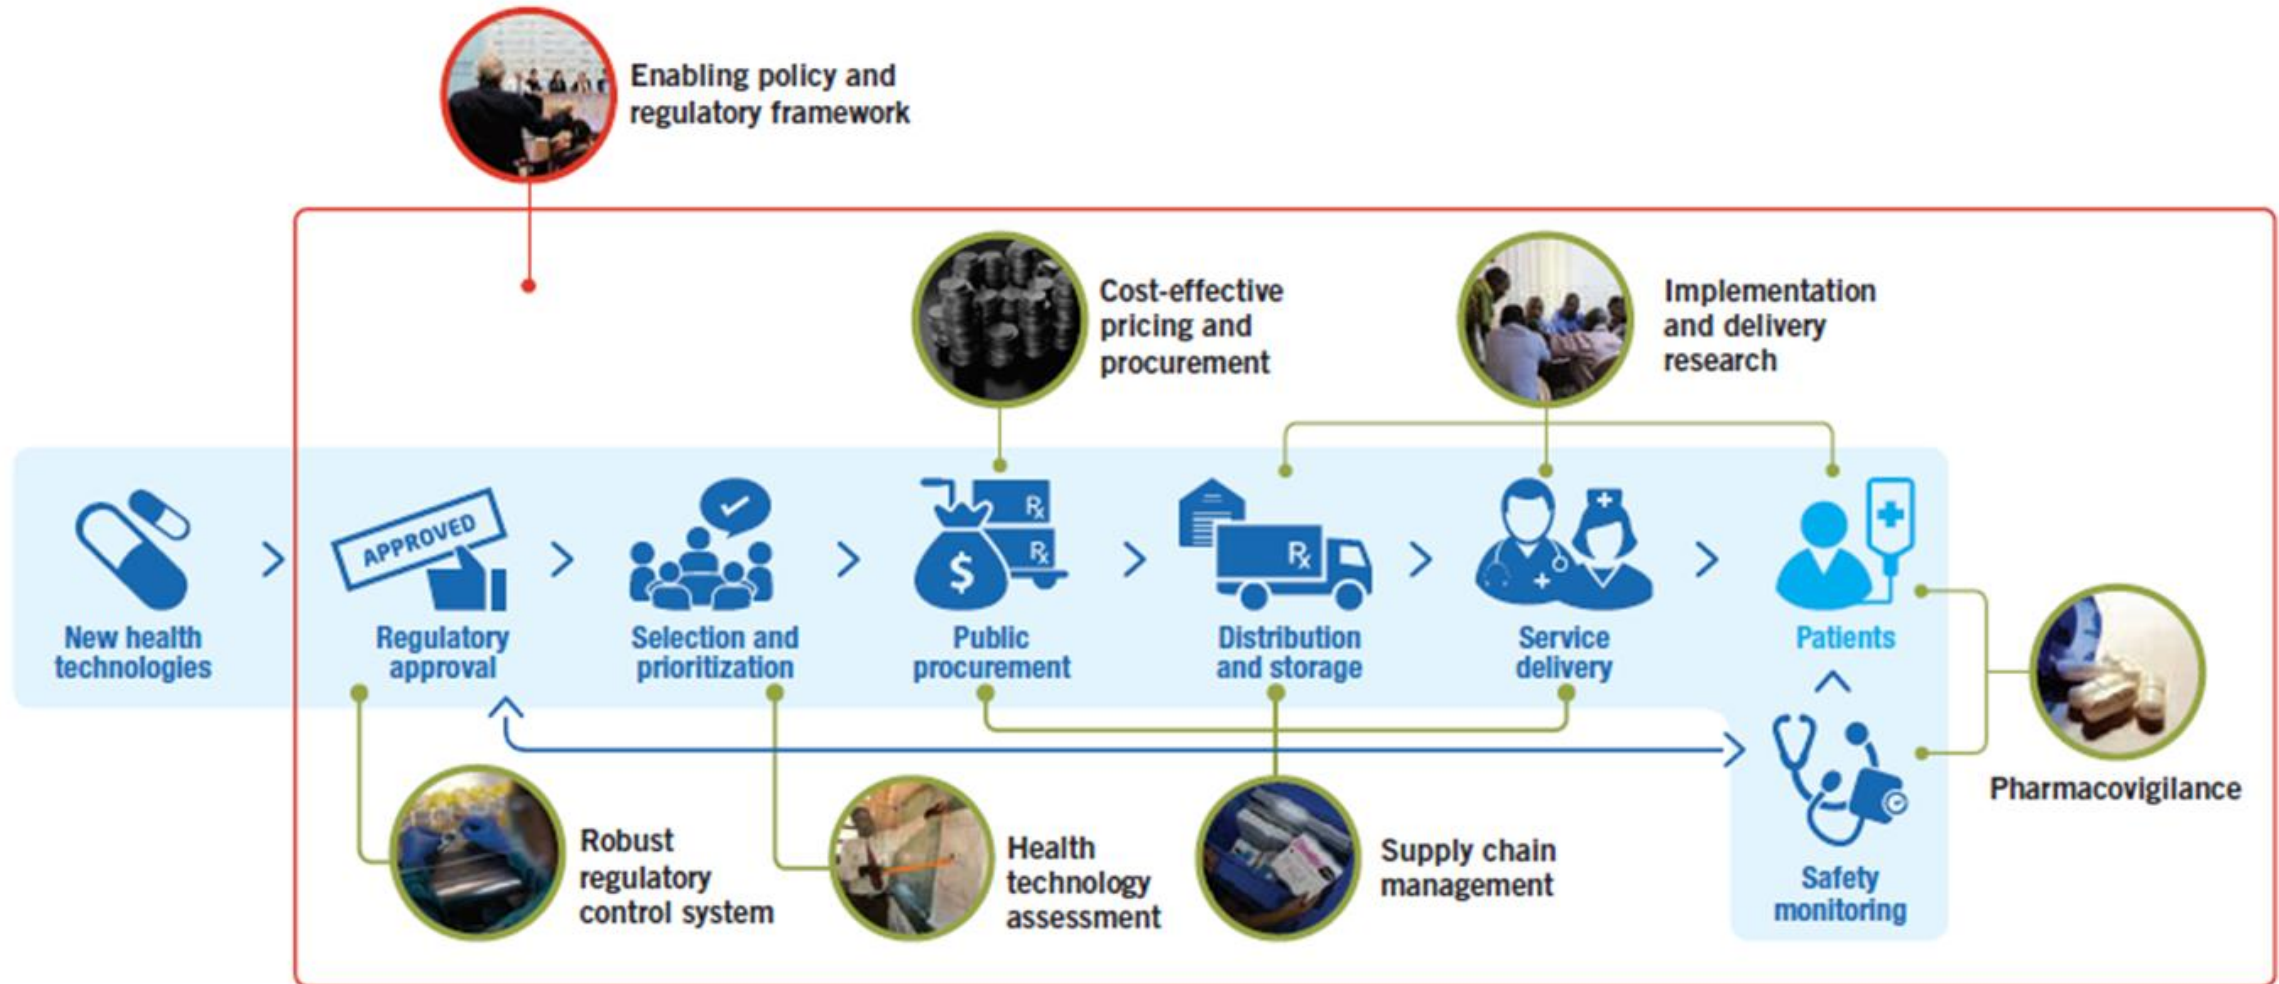 Enabling policy and
regulatory framework
Cost-effective
pricing and
procurement
Implementation
and delivery
research
APPROVED
Rx
Rx
$
Rx
New health
technologies
Regulatory
approval
Selection and
prioritization
Public
procurement
Distribution
and storage
Service
delivery
Patients
Pharmacovigilance
Robust
regulatory
control system
Health
technology
assessment
Supply chain
management
Safety
monitoring